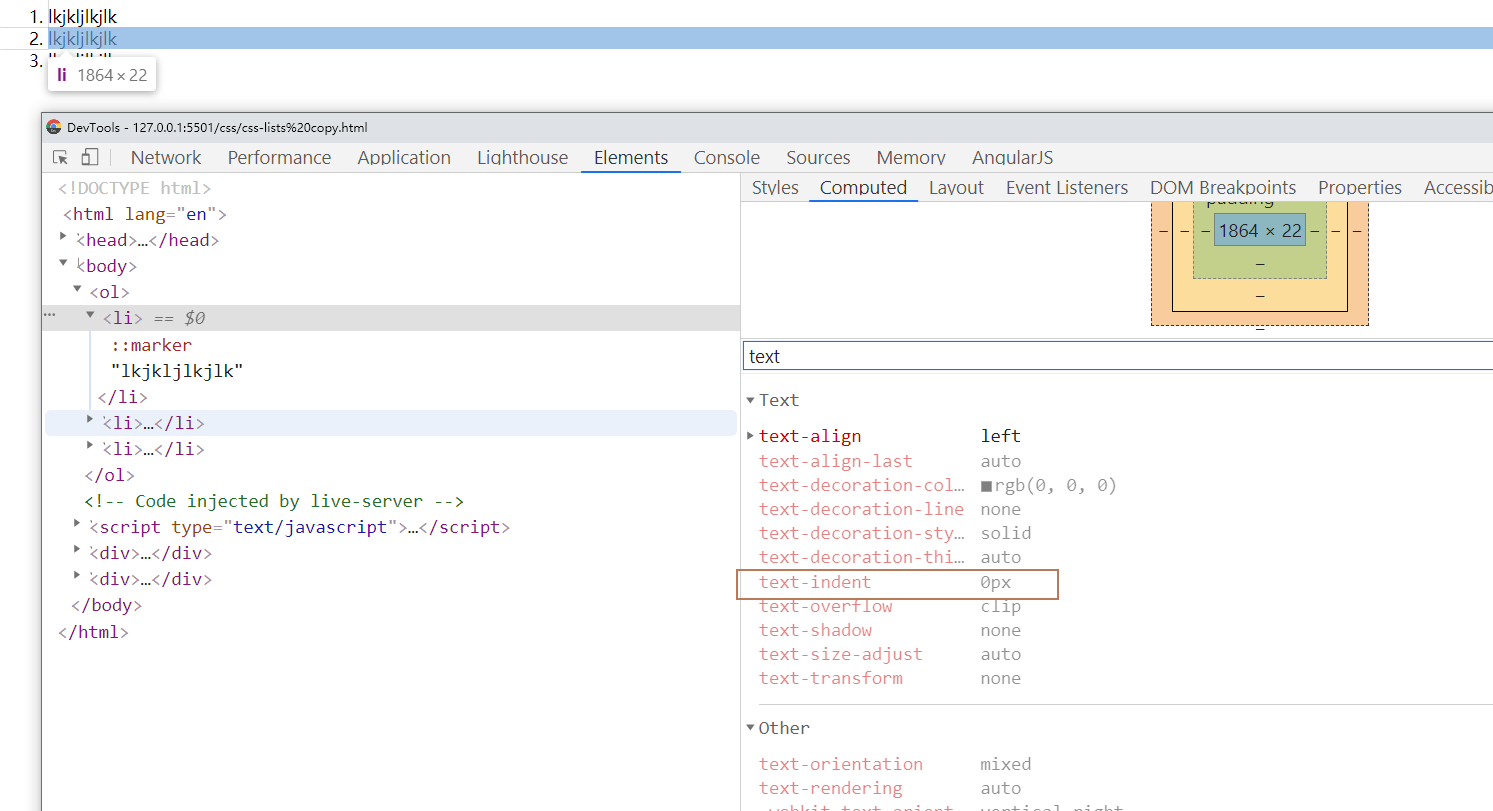 1. lkjkljlkjlk
2. lkjkljlkjlk
3.
li 1864 × 22
DevTools - 127.0.0.1:5501/css/css-lists%20copy.html
Network Performance Application Lighthouse Elements Console Sources Memory AngularJS
<!DOCTYPE html>
<html lang="en">
<head>…</head>
<body>
<ol>
… <li> == $0
::marker
"lkjkljlkjlk"
</li>
<li>…</li>
<li>…</li>
</ol>
<!-- Code injected by live-server -->
<script type="text/javascript">…</script>
<div>…</div>
<div>…</div>
</body>
</html>
Styles Computed Layout Event Listeners DOM Breakpoints Properties Accessib
padding
– – – 1864 × 22 – – –
–
–
–
text
Text
text-align left
text-align-last auto
text-decoration-col… rgb(0, 0, 0)
text-decoration-line none
text-decoration-sty… solid
text-decoration-thi… auto
text-indent 0px
text-overflow clip
text-shadow none
text-size-adjust auto
text-transform none
Other
text-orientation mixed
text-rendering auto
-webkit-text-orient vertical-right